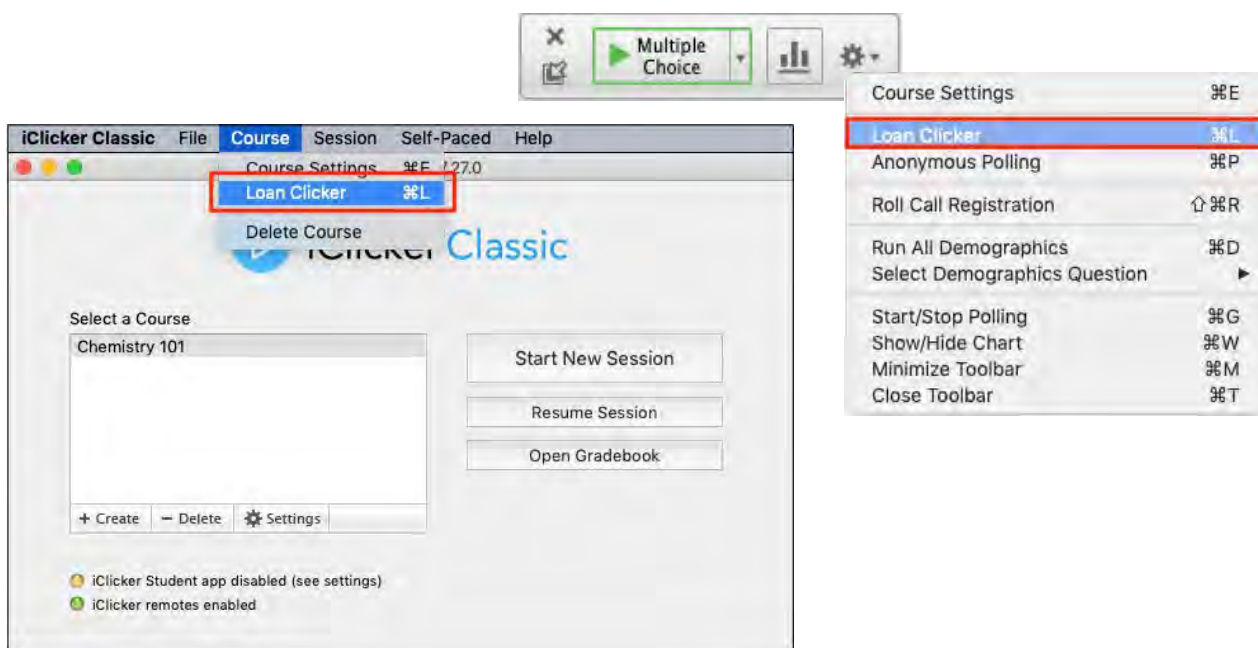 Multiple
Choice
Course Settings ⌘E
Loan Clicker ⌘L
Anonymous Polling ⌘P
Roll Call Registration ⇧⌘R
Run All Demographics ⌘D
Select Demographics Question
Start/Stop Polling ⌘G
Show/Hide Chart ⌘W
Minimize Toolbar ⌘M
Close Toolbar ⌘T
iClicker Classic File Course Session Self-Paced Help
Course Settings ⌘E 27.0
Loan Clicker ⌘L
Delete Course
iClicker Classic
Select a Course
Chemistry 101
Start New Session
Resume Session
Open Gradebook
+ Create − Delete Settings
iClicker Student app disabled (see settings)
iClicker remotes enabled